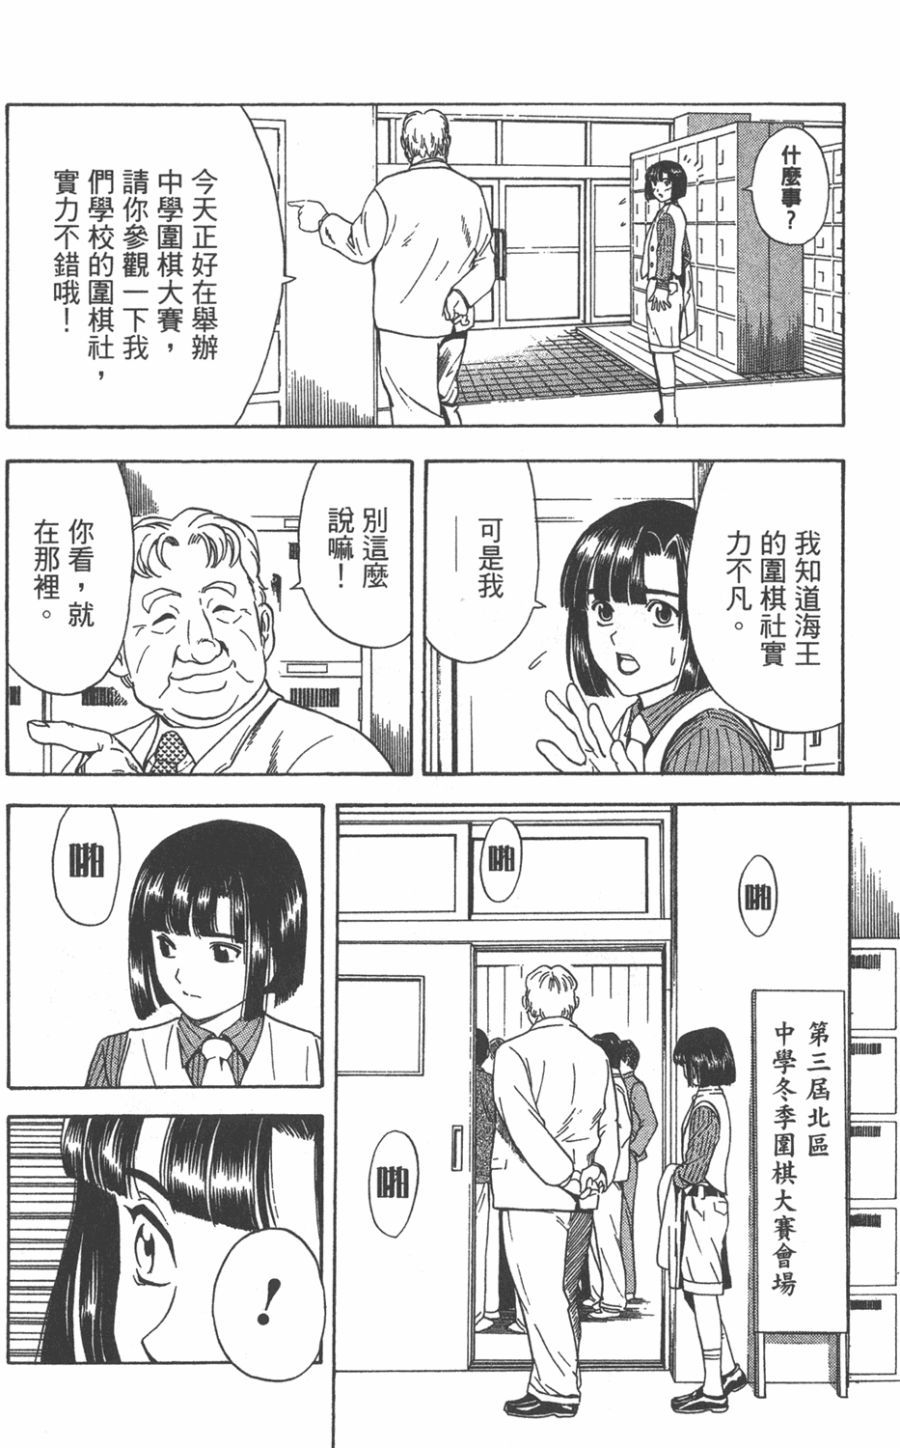 什麼事？
今天正好在舉辦
中學圍棋大賽，
請你參觀一下我
們學校的圍棋社，
實力不錯哦！
我知道海王
的圍棋社實
力不凡。
可是我
｜
別這麼
說嘛！
你看，就
在那裡。
啪
啪
第三屆北區
中學冬季圍棋大賽會場
啪
啪
！